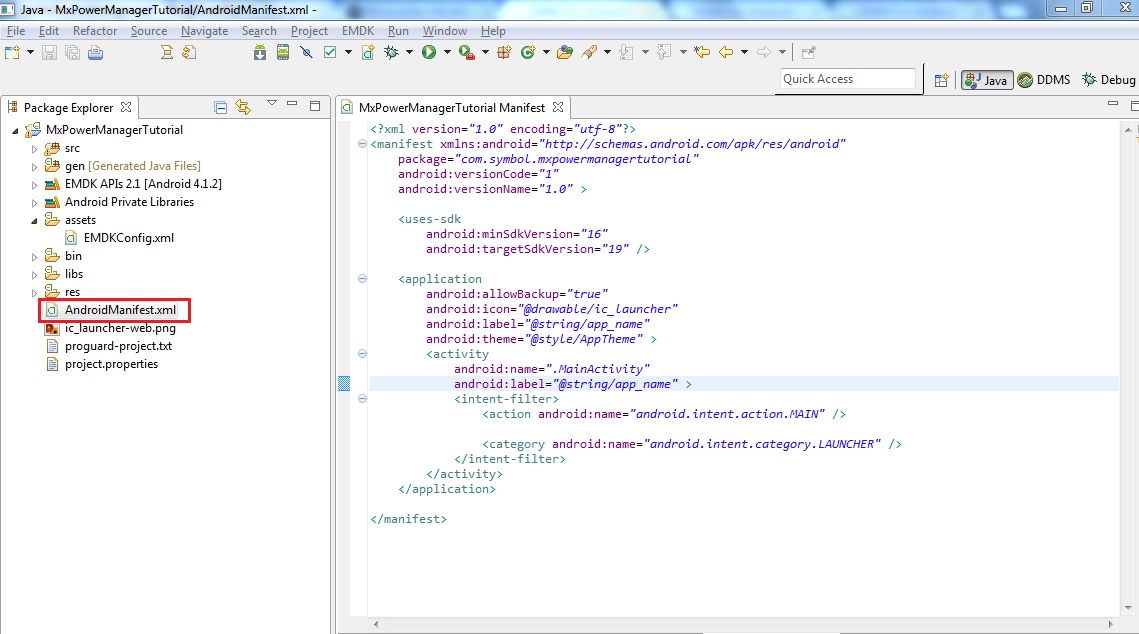 Java - MxPowerManagerTutorial/AndroidManifest.xml -
File Edit Refactor Source Navigate Search Project EMDK Run Window Help
Quick Access
Java
DDMS
Debug
Package Explorer
MxPowerManagerTutorial
src
gen [Generated Java Files]
EMDK APIs 2.1 [Android 4.1.2]
Android Private Libraries
assets
EMDKConfig.xml
bin
libs
res
AndroidManifest.xml
ic_launcher-web.png
proguard-project.txt
project.properties
MxPowerManagerTutorial Manifest
<?xml version="1.0" encoding="utf-8"?>
<manifest xmlns:android="http://schemas.android.com/apk/res/android"
package="com.symbol.mxpowermanagertutorial"
android:versionCode="1"
android:versionName="1.0" >
<uses-sdk
android:minSdkVersion="16"
android:targetSdkVersion="19" />
<application
android:allowBackup="true"
android:icon="@drawable/ic_launcher"
android:label="@string/app_name"
android:theme="@style/AppTheme" >
<activity
android:name=".MainActivity"
android:label="@string/app_name" >
<intent-filter>
<action android:name="android.intent.action.MAIN" />
<category android:name="android.intent.category.LAUNCHER" />
</intent-filter>
</activity>
</application>
</manifest>